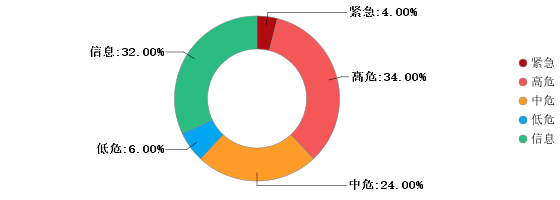 紧急:4.00%
高危:34.00%
中危:24.00%
低危:6.00%
信息:32.00%
紧急
高危
中危
低危
信息